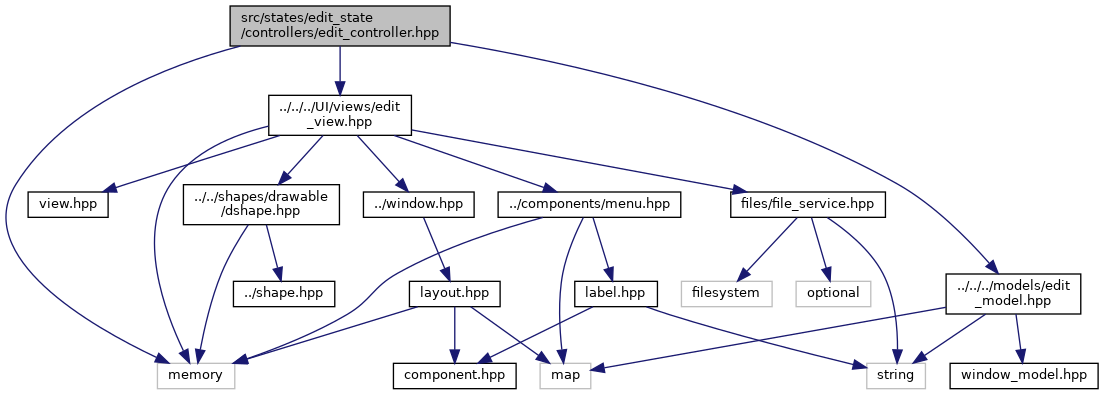 src/states/edit_state
/controllers/edit_controller.hpp
../../../UI/views/edit
_view.hpp
view.hpp
../../shapes/drawable
/dshape.hpp
../window.hpp
../components/menu.hpp
files/file_service.hpp
../shape.hpp
layout.hpp
label.hpp
filesystem
optional
../../../models/edit
_model.hpp
memory
component.hpp
map
string
window_model.hpp